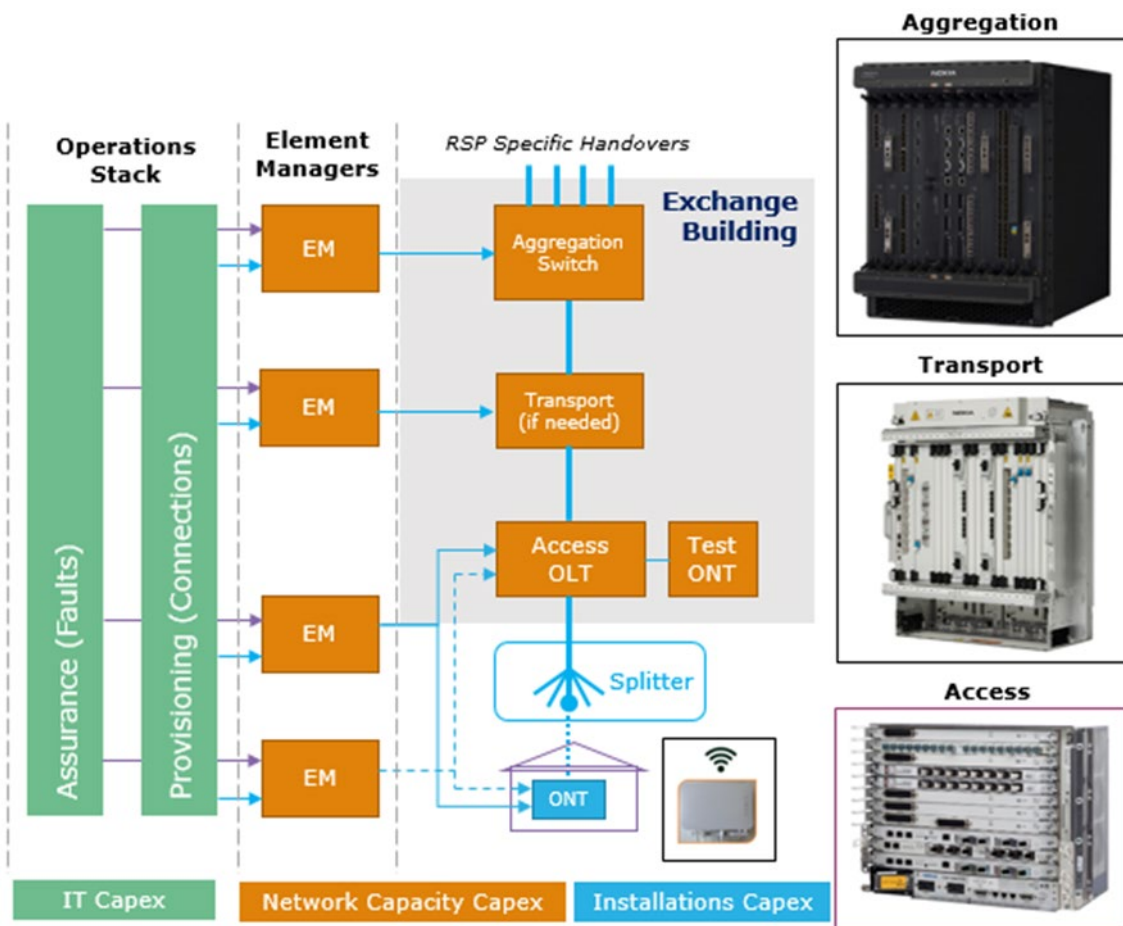 Aggregation
NOKIA
Operations
Stack
Element
Managers
RSP Specific Handovers
Exchange
Building
Assurance (Faults)
Provisioning (Connections)
EM
Aggregation
Switch
EM
Transport
(if needed)
Transport
NOKIA
EM
Access
OLT
Test
ONT
Splitter
EM
ONT
Access
IT Capex
Network Capacity Capex
Installations Capex